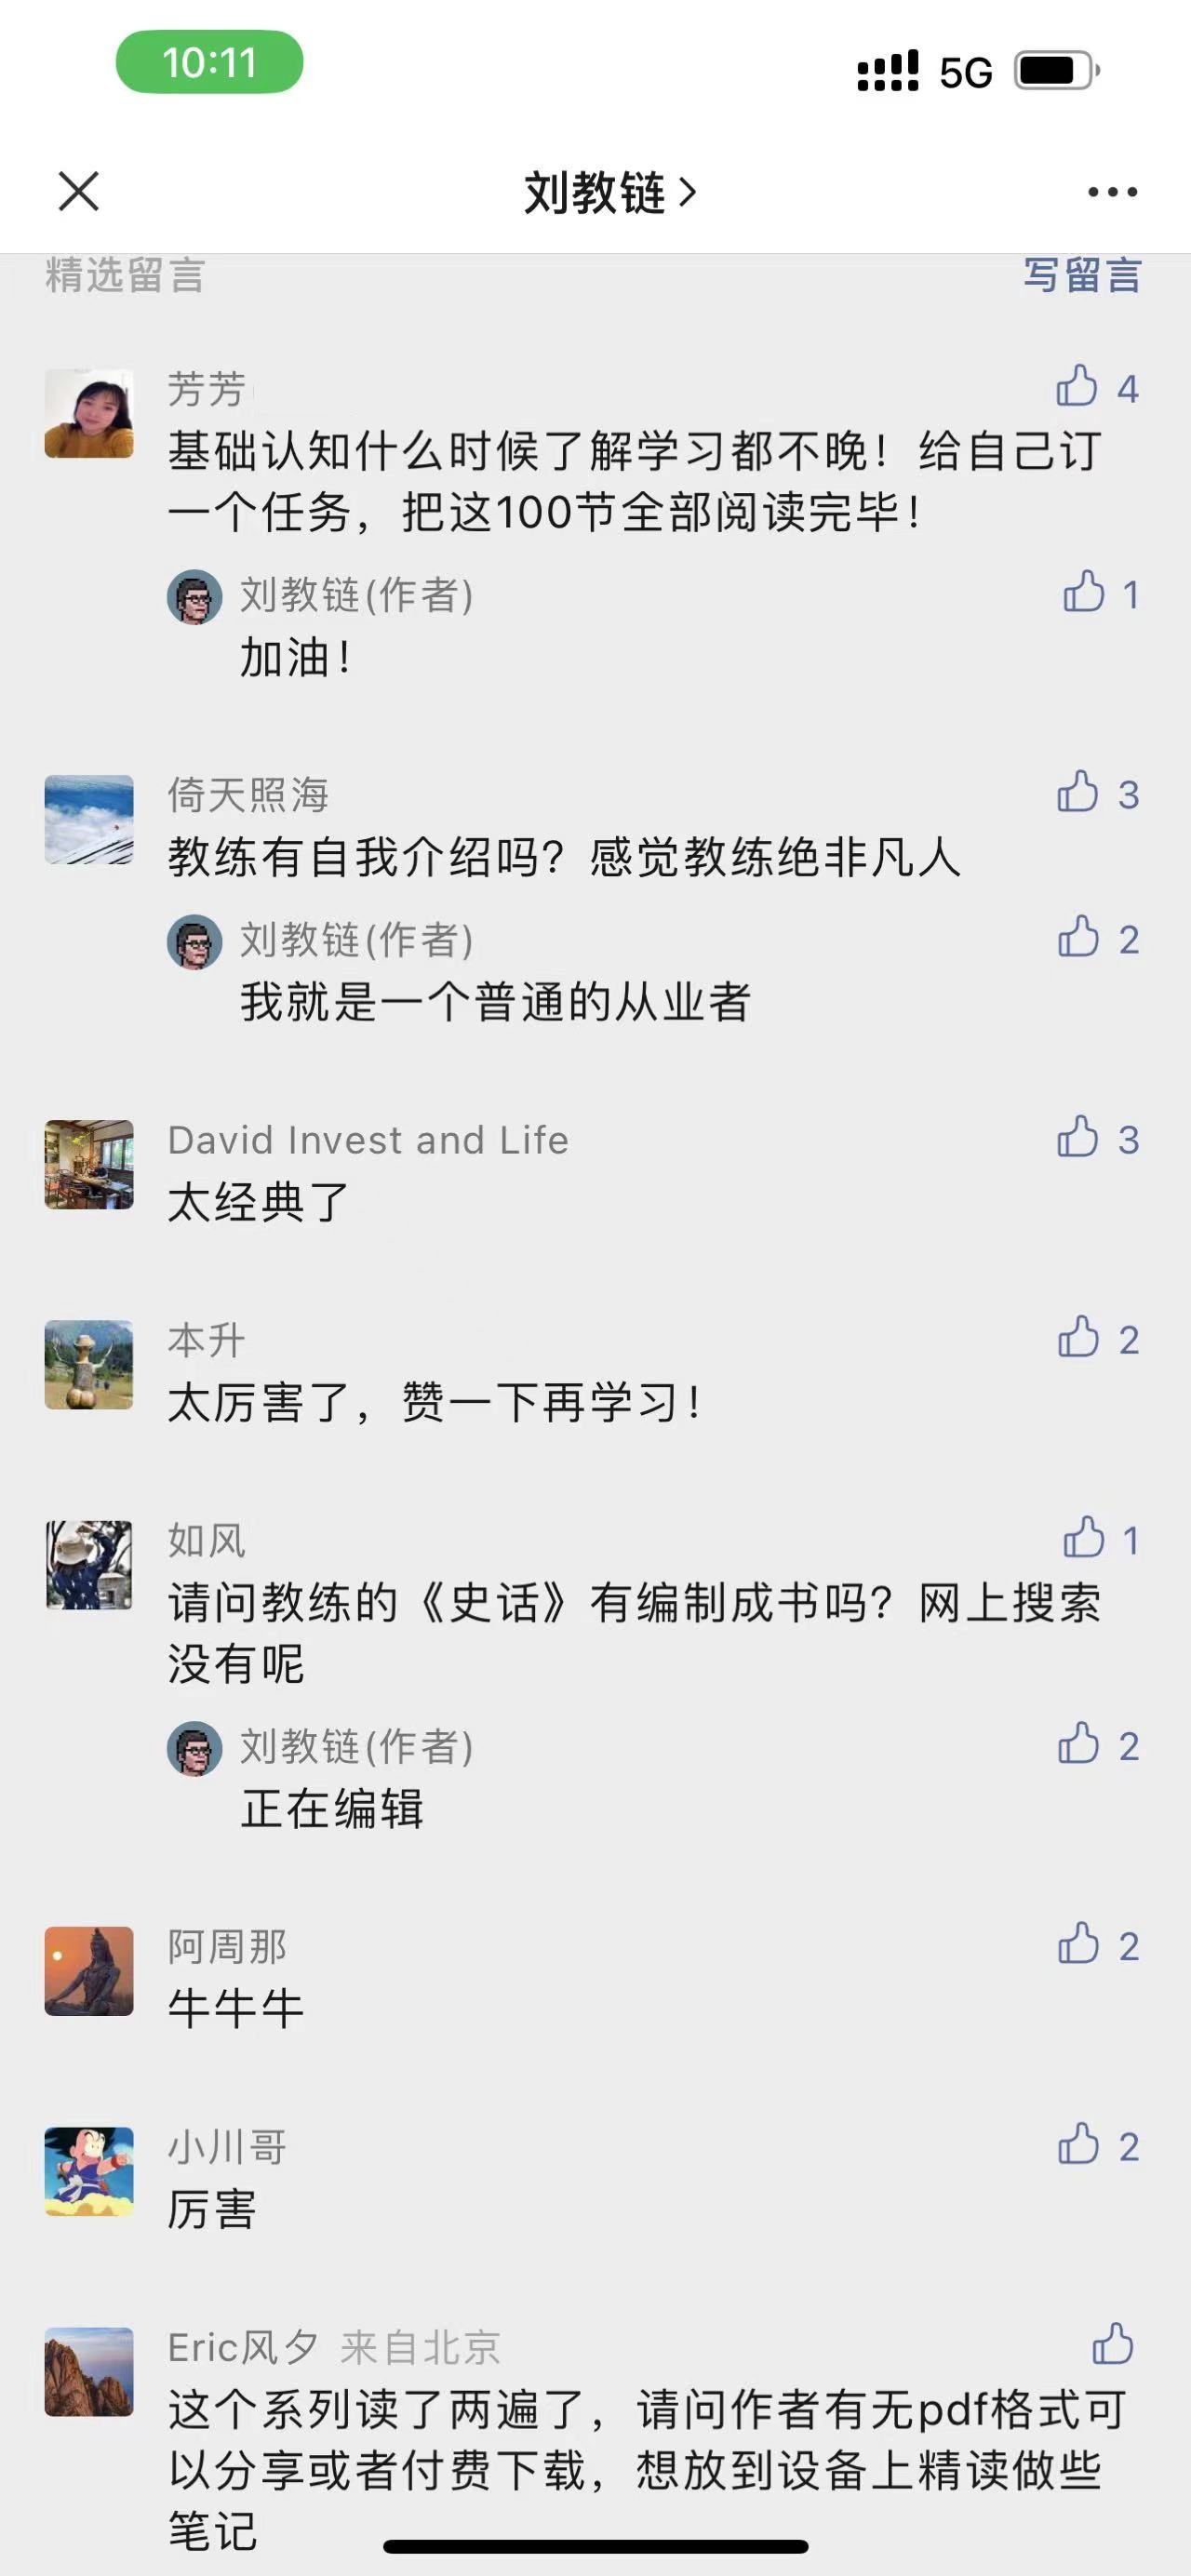 10:11
5G
刘教链
精选留言
写留言
芳芳
4
基础认知什么时候了解学习都不晚！给自己订
一个任务，把这100节全部阅读完毕！
刘教链(作者)
1
加油！
倚天照海
3
教练有自我介绍吗？感觉教练绝非凡人
刘教链(作者)
2
我就是一个普通的从业者
David Invest and Life
3
太经典了
本升
2
太厉害了，赞一下再学习！
如风
1
请问教练的《史话》有编制成书吗？网上搜索
没有呢
刘教链(作者)
2
正在编辑
阿周那
2
牛牛牛
小川哥
2
厉害
Eric风夕 来自北京
这个系列读了两遍了，请问作者有无pdf格式可
以分享或者付费下载，想放到设备上精读做些
笔记